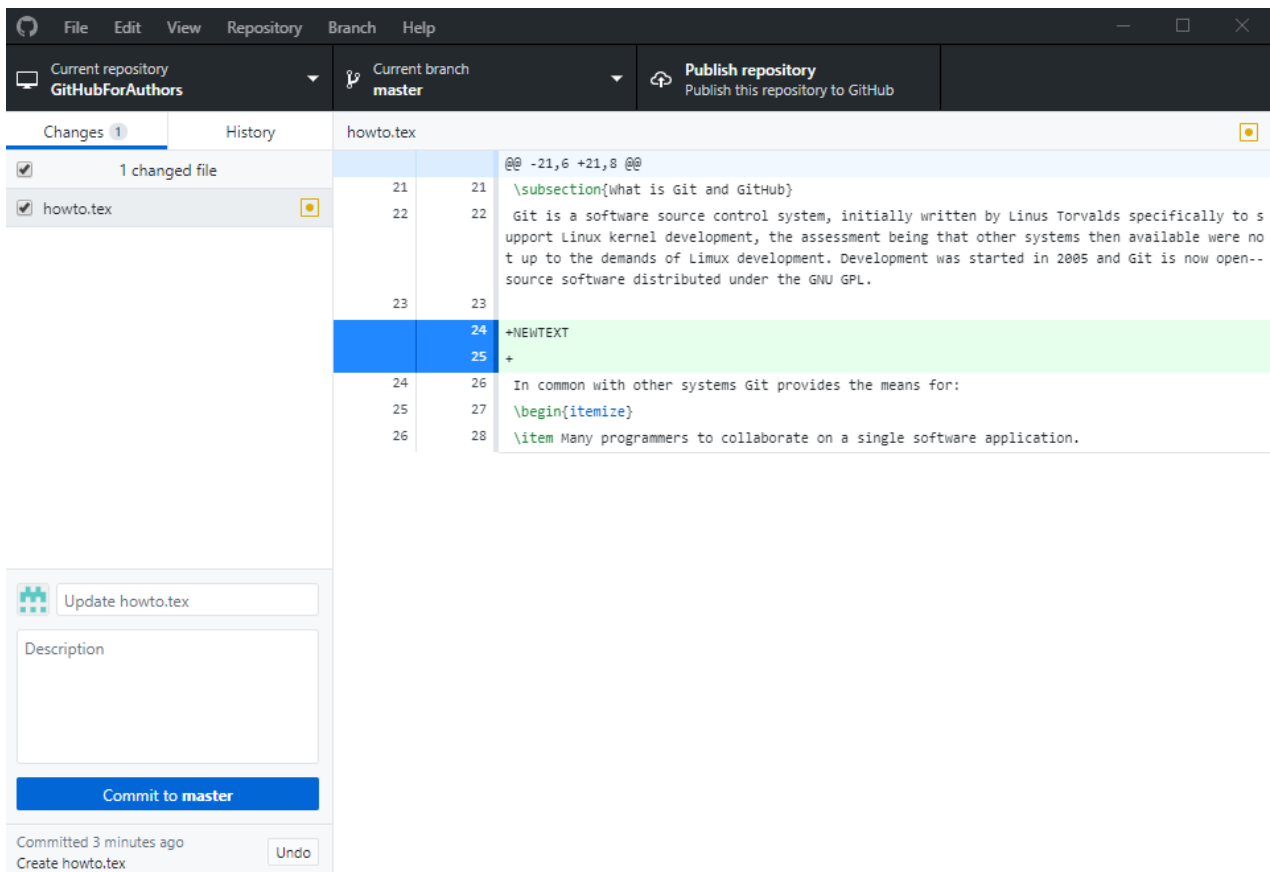 File Edit View Repository Branch Help
Current repository
GitHubForAuthors
Current branch
master
Publish repository
Publish this repository to GitHub
Changes 1 History
howto.tex
1 changed file
howto.tex
@@ -21,6 +21,8 @@
21 21 \subsection{What is Git and GitHub}
22 22 Git is a software source control system, initially written by Linus Torvalds specifically to s
upport Linux kernel development, the assessment being that other systems then available were no
t up to the demands of Limux development. Development was started in 2005 and Git is now open--
source software distributed under the GNU GPL.
23 23
24 +NEWTEXT
25 +
24 26 In common with other systems Git provides the means for:
25 27 \begin{itemize}
26 28 \item Many programmers to collaborate on a single software application.
Update howto.tex
Description
Commit to master
Committed 3 minutes ago
Create howto.tex
Undo